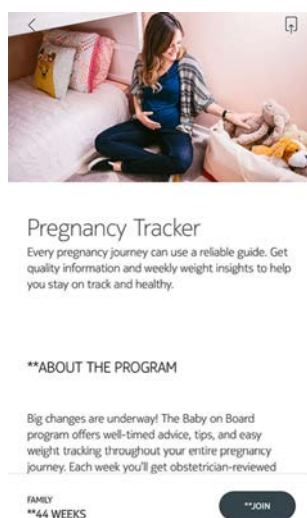 Pregnancy Tracker
Every pregnancy journey can use a reliable guide. Get
quality information and weekly weight insights to help
you stay on track and healthy.
**ABOUT THE PROGRAM
Big changes are underway! The Baby on Board
program offers well-timed advice, tips, and easy
weight tracking throughout your entire pregnancy
journey. Each week you'll get obstetrician-reviewed
FAMILY
**44 WEEKS
**JOIN